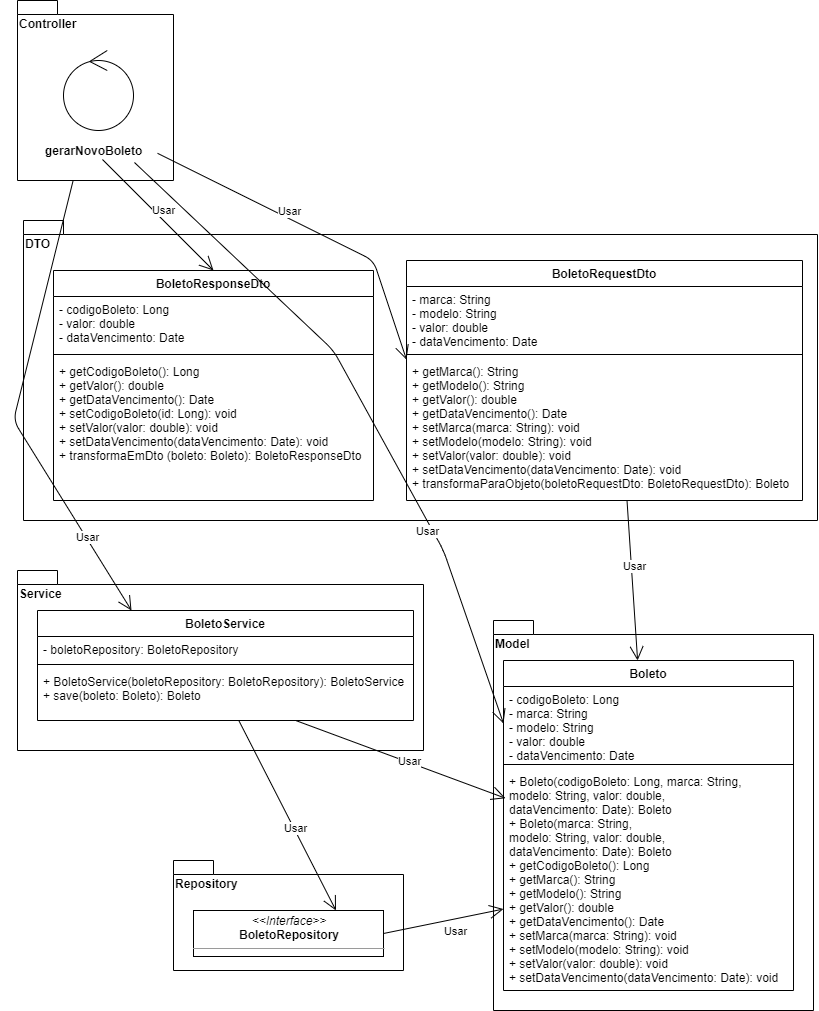 Controller
gerarNovoBoleto
Usar
Usar
DTO
BoletoResponseDto
- codigoBoleto: Long
- valor: double
- dataVencimento: Date
+ getCodigoBoleto(): Long
+ getValor(): double
+ getDataVencimento(): Date
+ setCodigoBoleto(id: Long): void
+ setValor(valor: double): void
+ setDataVencimento(dataVencimento: Date): void
+ transformaEmDto (boleto: Boleto): BoletoResponseDto
BoletoRequestDto
- marca: String
- modelo: String
- valor: double
- dataVencimento: Date
+ getMarca(): String
+ getModelo(): String
+ getValor(): double
+ getDataVencimento(): Date
+ setMarca(marca: String): void
+ setModelo(modelo: String): void
+ setValor(valor: double): void
+ setDataVencimento(dataVencimento: Date): void
+ transformaParaObjeto(boletoRequestDto: BoletoRequestDto): Boleto
Usar
Usar
Usar
Service
BoletoService
- boletoRepository: BoletoRepository
+ BoletoService(boletoRepository: BoletoRepository): BoletoService
+ save(boleto: Boleto): Boleto
Usar
Usar
Model
Boleto
- codigoBoleto: Long
- marca: String
- modelo: String
- valor: double
- dataVencimento: Date
+ Boleto(codigoBoleto: Long, marca: String,
modelo: String, valor: double,
dataVencimento: Date): Boleto
+ Boleto(marca: String,
modelo: String, valor: double,
dataVencimento: Date): Boleto
+ getCodigoBoleto(): Long
+ getMarca(): String
+ getModelo(): String
+ getValor(): double
+ getDataVencimento(): Date
+ setMarca(marca: String): void
+ setModelo(modelo: String): void
+ setValor(valor: double): void
+ setDataVencimento(dataVencimento: Date): void
Repository
<<Interface>>
BoletoRepository
Usar